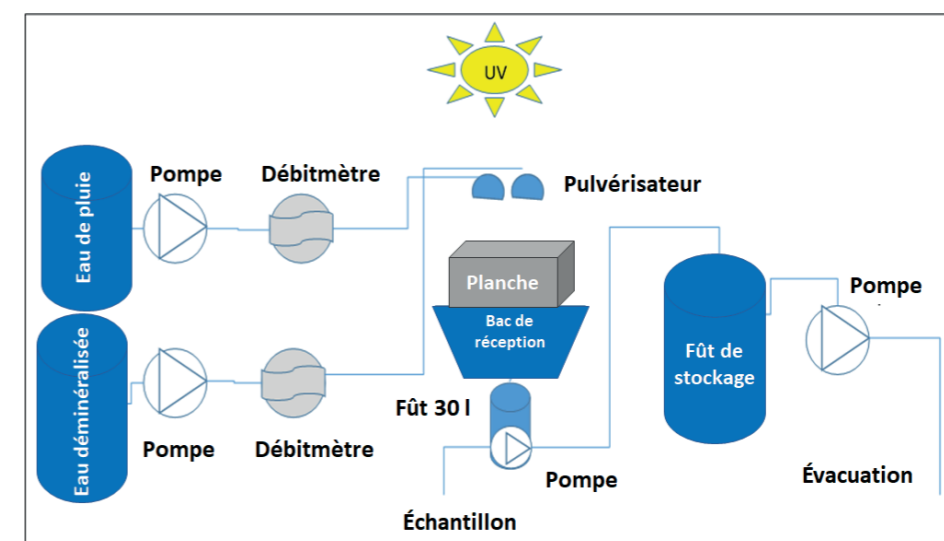 UV
Pompe
Débitmètre
Pulvérisateur
Eau de pluie
Planche
Bac de
réception
Pompe
Fût de
stockage
Eau déminéralisée
Fût 30 l
Pompe
Débitmètre
Pompe
Évacuation
Échantillon